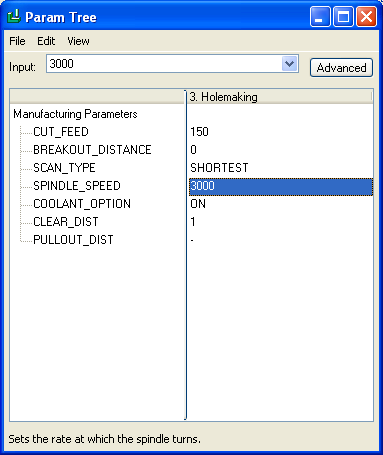 Param Tree
File Edit View
Input: 3000 Advanced
3. Holemaking
Manufacturing Parameters
CUT_FEED 150
BREAKOUT_DISTANCE 0
SCAN_TYPE SHORTEST
SPINDLE_SPEED 3000
COOLANT_OPTION ON
CLEAR_DIST 1
PULLOUT_DIST -
Sets the rate at which the spindle turns.